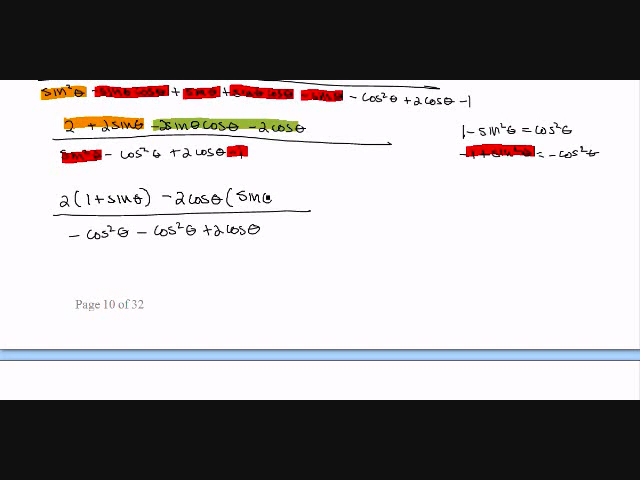 sin²θ - sinθcosθ + sinθ + sinθcosθ - cosθ - cos²θ + 2cosθ - 1
2 + 2sinθ - 2sinθcosθ - 2cosθ
1 - sin²θ = cos²θ
sin²θ - cos²θ + 2cosθ - 1
-1 + sin²θ = -cos²θ
2(1 + sinθ) - 2cosθ(sinθ
- cos²θ - cos²θ + 2cosθ
Page 10 of 32